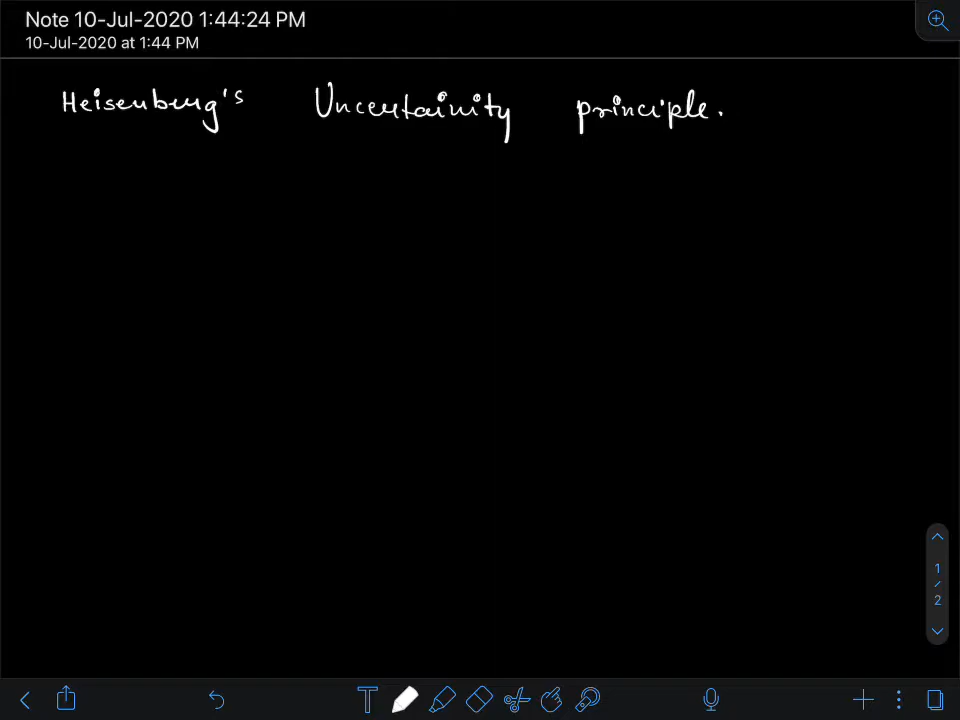 Note 10-Jul-2020 1:44:24 PM
10-Jul-2020 at 1:44 PM
Heisenberg's Uncertainity principle.
1
/
2
T